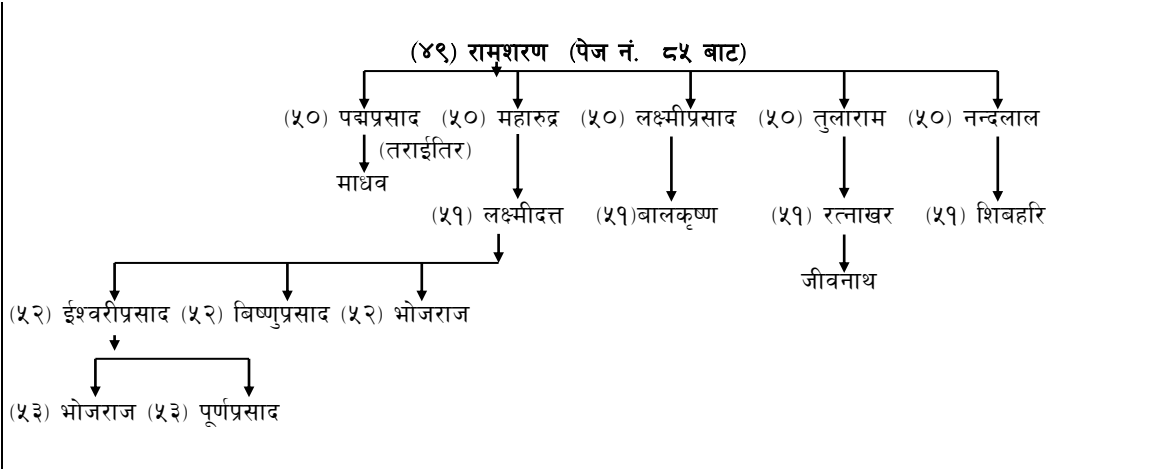 (४९) रामशरण (पेज नं. ८५ बाट)
(५०) पद्मप्रसाद (५०) महारुद्र (५०) लक्ष्मीप्रसाद (५०) तुलाराम (५०) नन्दलाल
(तराईतिर)
माधव
(५१) लक्ष्मीदत्त (५१)बालकृष्ण (५१) रत्नाखर (५१) शिबहरि
जीवनाथ
(५२) ईश्वरीप्रसाद (५२) बिष्णुप्रसाद (५२) भोजराज
(५३) भोजराज (५३) पूर्णप्रसाद